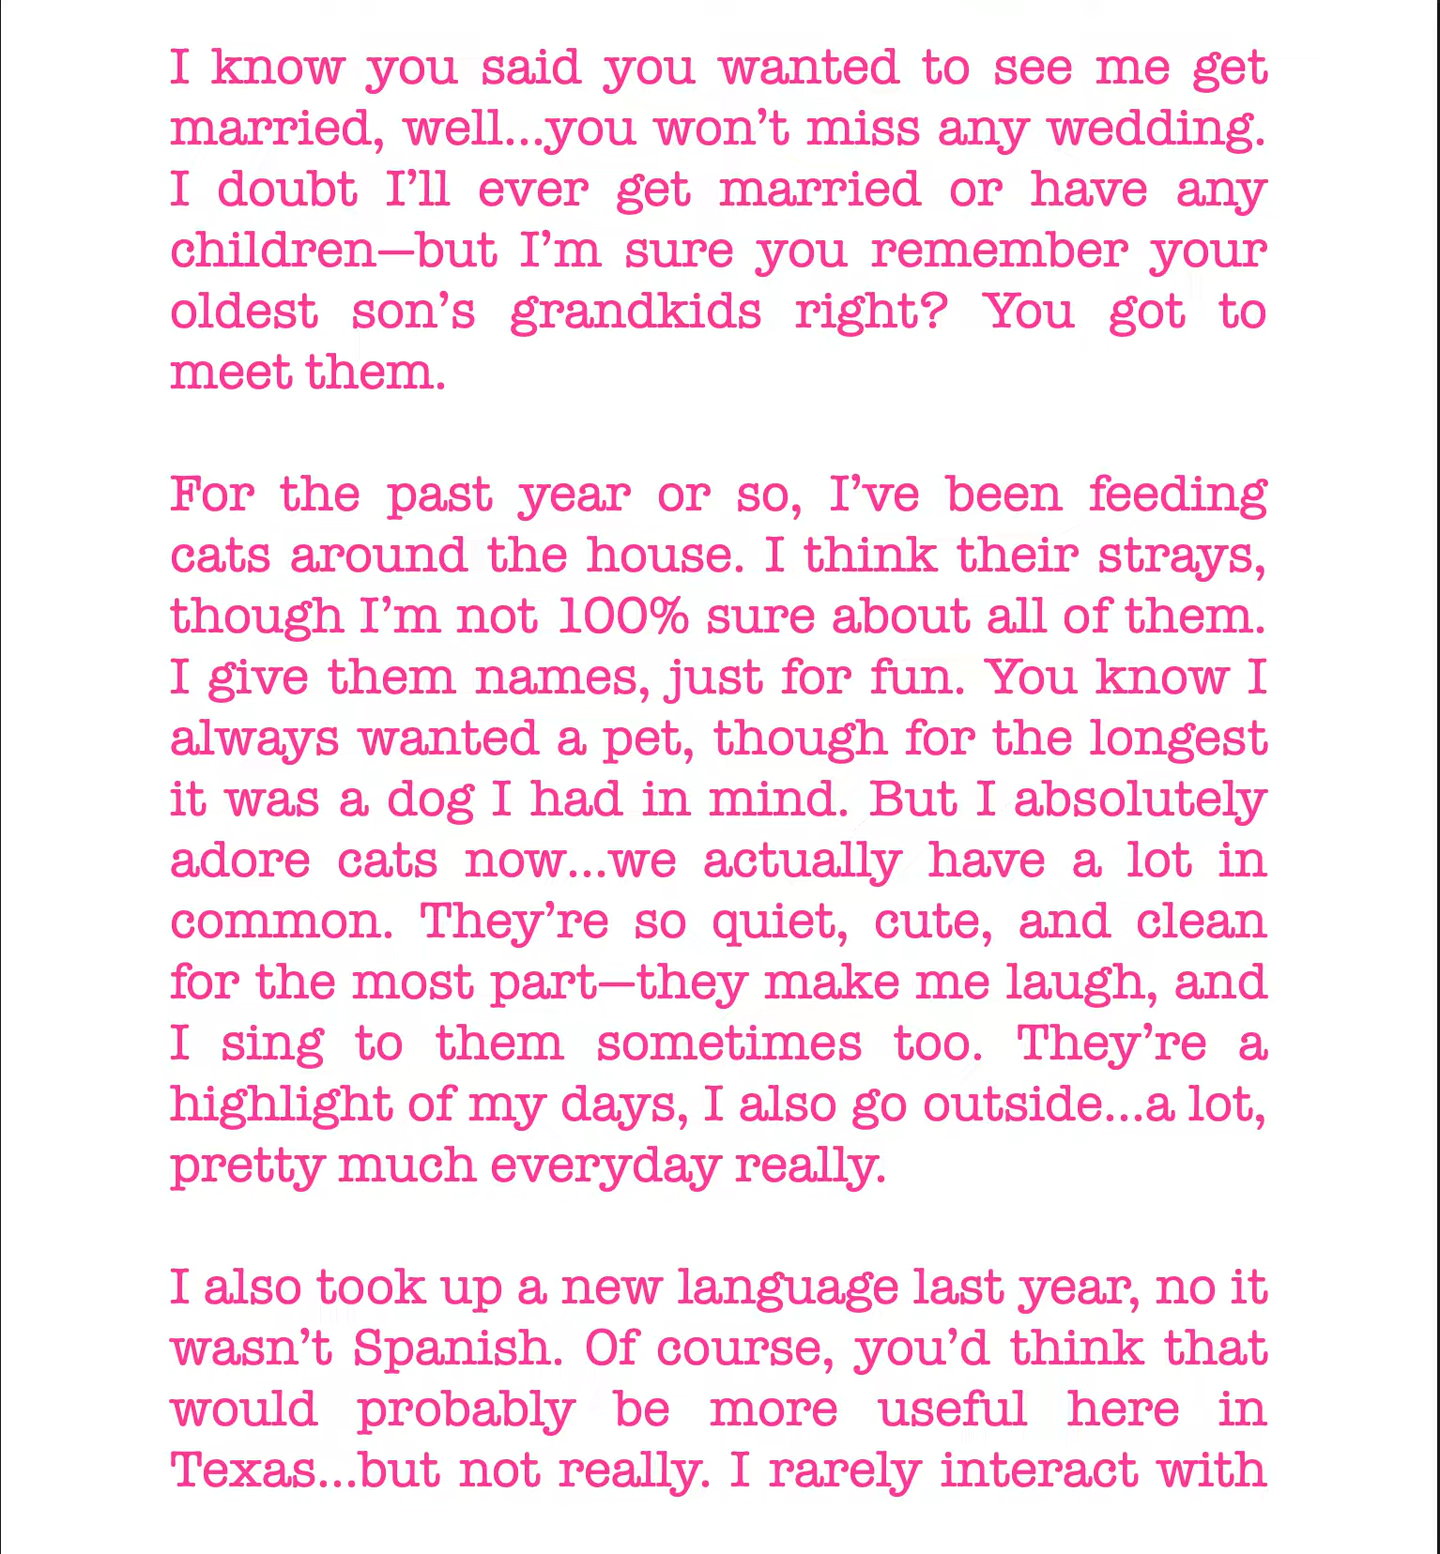 I know you said you wanted to see me get
married, well...you won’t miss any wedding.
I doubt I’ll ever get married or have any
children—but I’m sure you remember your
oldest son’s grandkids right? You got to
meet them.
For the past year or so, I’ve been feeding
cats around the house. I think their strays,
though I’m not 100% sure about all of them.
I give them names, just for fun. You know I
always wanted a pet, though for the longest
it was a dog I had in mind. But I absolutely
adore cats now...we actually have a lot in
common. They’re so quiet, cute, and clean
for the most part—they make me laugh, and
I sing to them sometimes too. They’re a
highlight of my days, I also go outside...a lot,
pretty much everyday really.
I also took up a new language last year, no it
wasn’t Spanish. Of course, you’d think that
would probably be more useful here in
Texas...but not really. I rarely interact with